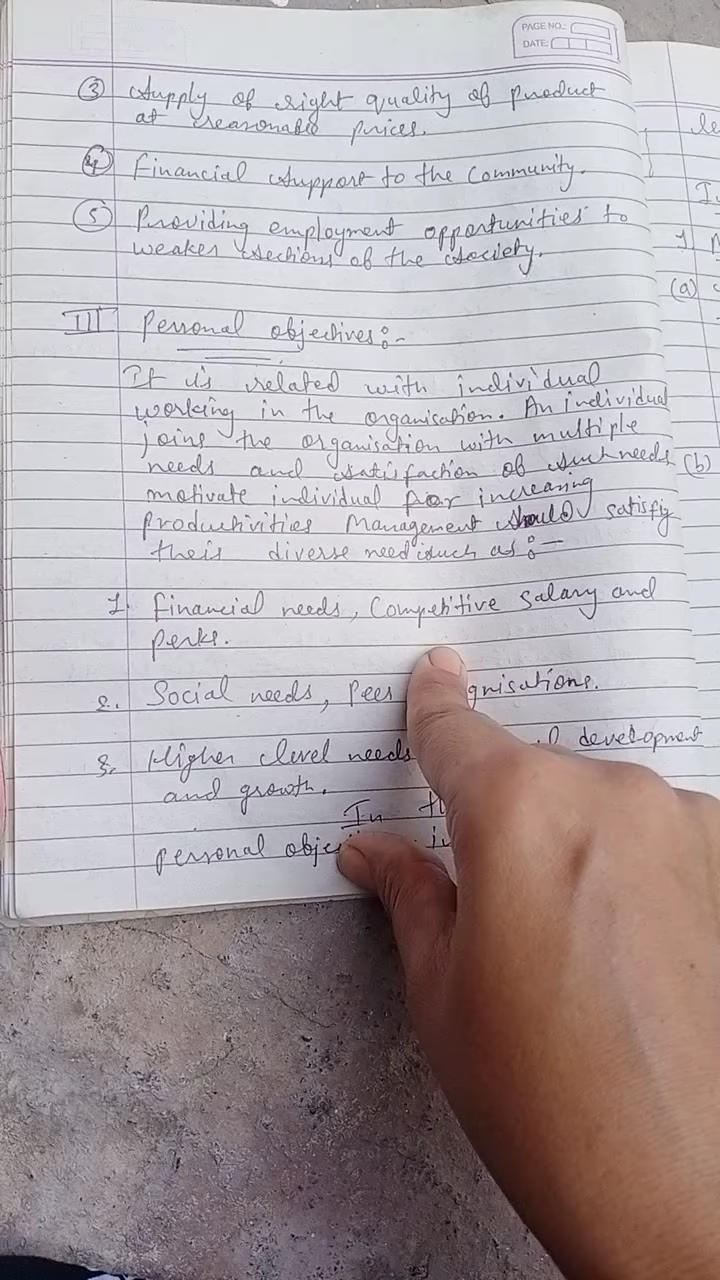 PAGE NO.:
DATE:
③ Supply of right quality of product
at reasonable prices.
④ Financial support to the community.
⑤ Providing employment opportunities to
weaker sections of the society.
III Personal objectives:-
It is related with individual
working in the organisation. An individual
joins the organisation with multiple
needs and satisfaction of such needs
motivate individual for increasing
Productivities Management should satisfy
their diverse need such as :-
1. Financial needs, Competitive salary and
perks.
2. Social needs, Peer
3. Higher level needs development
and growth.
In
personal
(a)
(b)